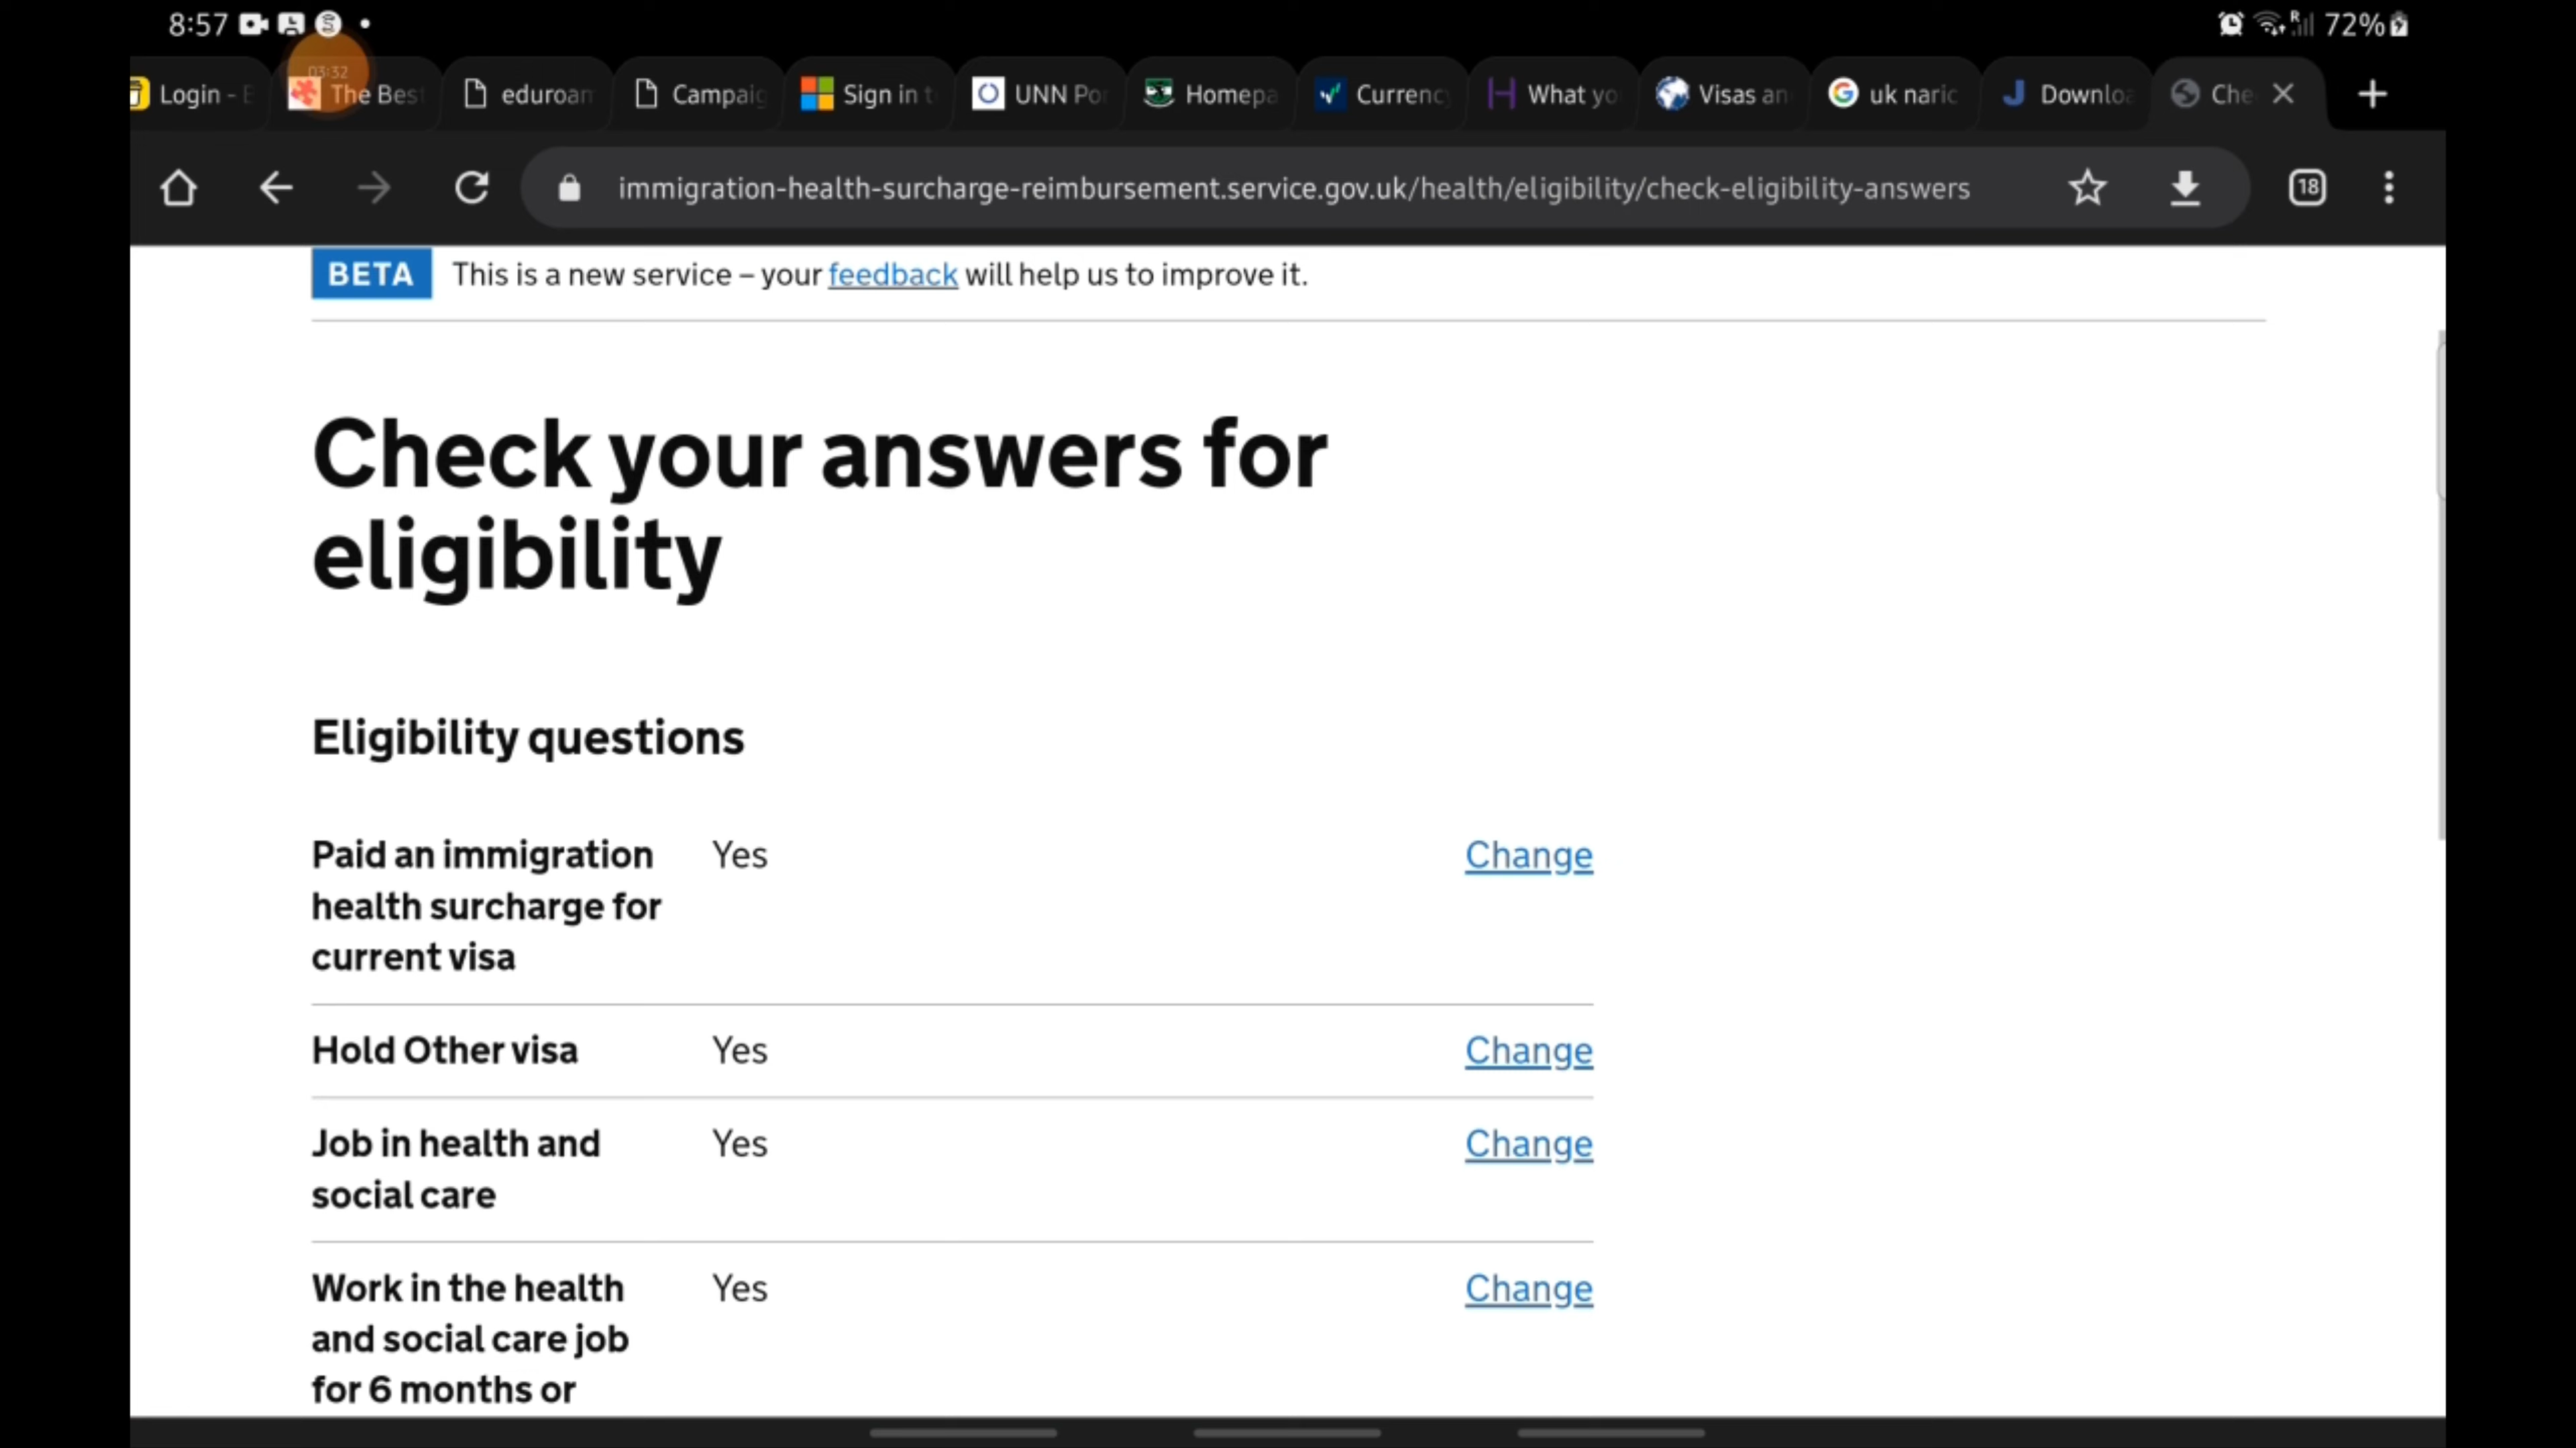 8:57
72%
03:32
Login - E
The Best
eduroam
Campaig
Sign in t
UNN Por
Homepa
Currenc
What yo
Visas an
uk naric
Downloa
Che
immigration-health-surcharge-reimbursement.service.gov.uk/health/eligibility/check-eligibility-answers
18
BETA This is a new service – your feedback will help us to improve it.
Check your answers for
eligibility
Eligibility questions
Paid an immigration Yes Change
health surcharge for
current visa
Hold Other visa Yes Change
Job in health and Yes Change
social care
Work in the health Yes Change
and social care job
for 6 months or